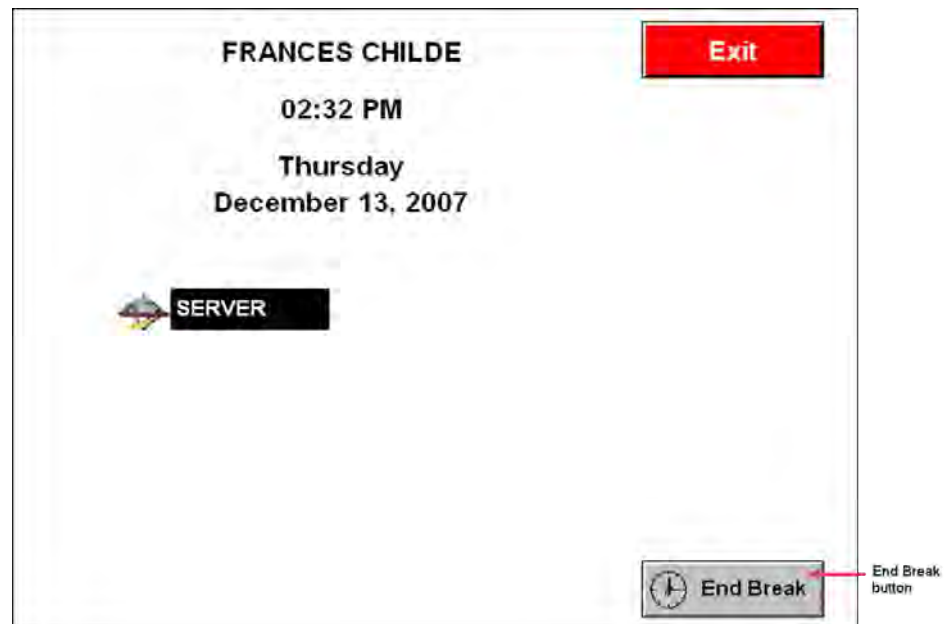 FRANCES CHILDE
Exit
02:32 PM
Thursday
December 13, 2007
SERVER
End Break
End Break
button